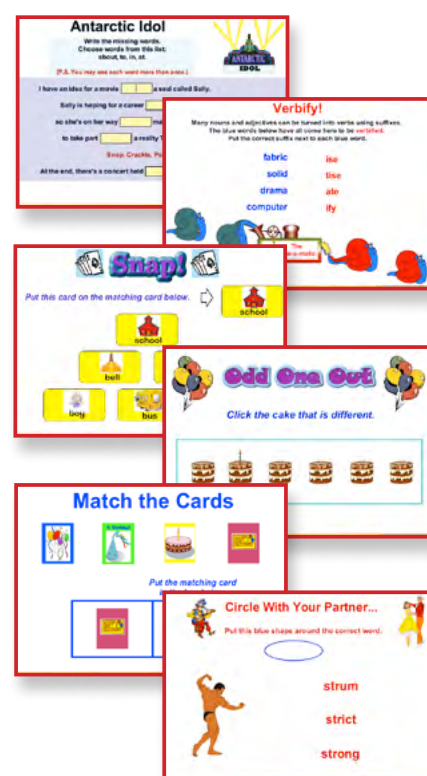 Antarctic Idol
Write the missing words.
Choose words from this list:
about, to, in, at.
(P.S. You may use each word more than once.)
ANTARCTIC
IDOL
I have an idea for a movie a seal called Sally.
Sally is hoping for a career
so she's on her way
to take part a reality
Snap, Crackle,
At the end, there's a concert held
Verbify!
Many nouns and adjectives can be turned into verbs using suffixes.
The blue words below have all come here to be verbified.
Put the correct suffix next to each blue word.
fabric ise
solid tise
drama ate
computer ify
The
Snap!
Put this card on the matching card below.
school
school
bell
boy
bus
Odd One Out
Click the cake that is different.
Match the Cards
Put the matching card
Circle With Your Partner...
Put this blue shape around the correct word.
strum
strict
strong